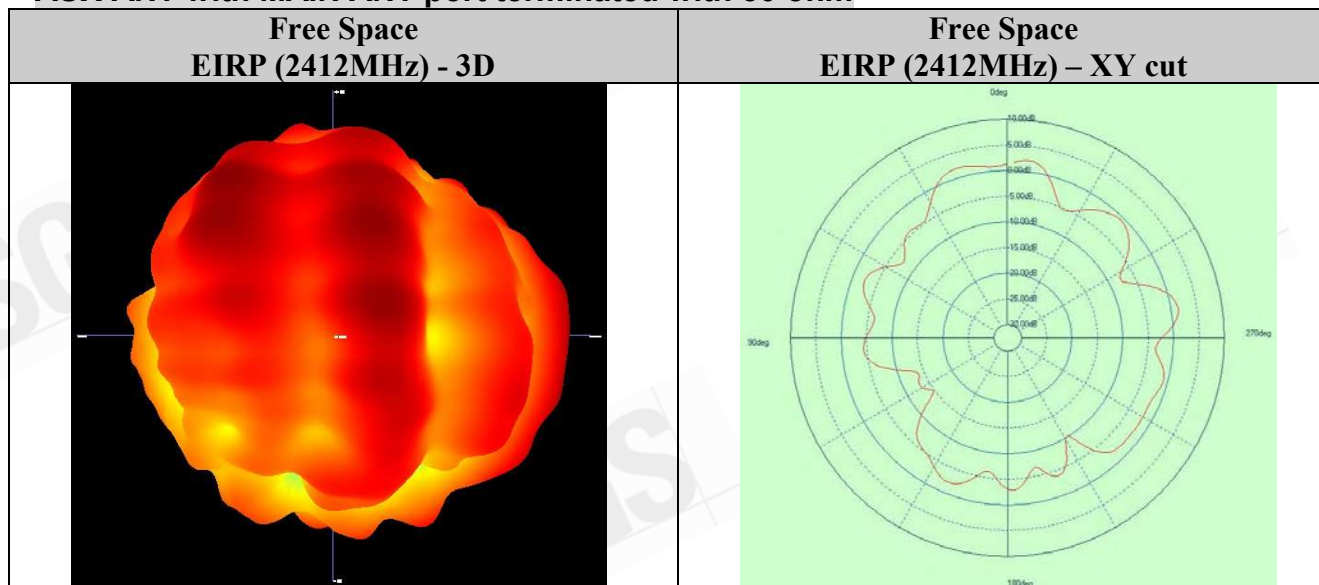 Free Space
EIRP (2412MHz) - 3D
Free Space
EIRP (2412MHz) – XY cut
0deg
10.00dB
5.00dB
0.00dB
5.00dB
10.00dB
15.00dB
20.00dB
25.00dB
30.00dB
90deg
270deg
180deg